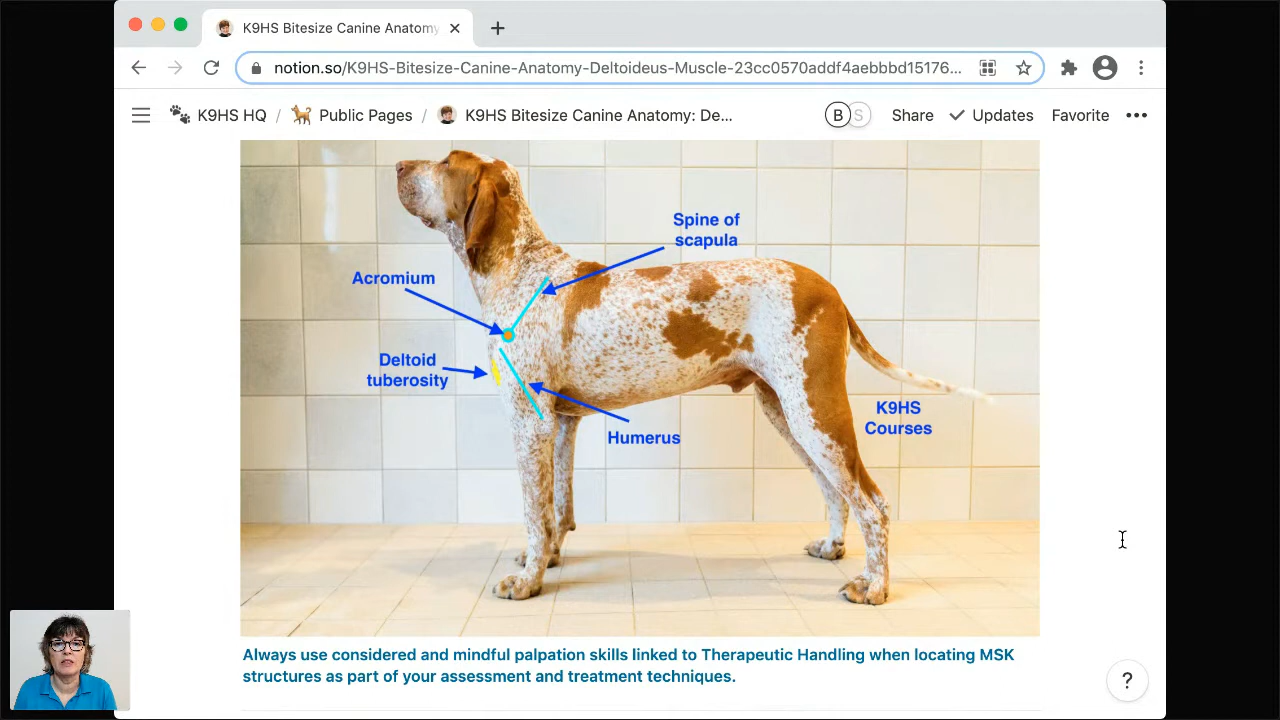 K9HS Bitesize Canine Anatomy
notion.so/K9HS-Bitesize-Canine-Anatomy-Deltoideus-Muscle-23cc0570addf4aebbbd15176...
K9HS HQ / Public Pages / K9HS Bitesize Canine Anatomy: De...
B S Share Updates Favorite
Spine of
scapula
Acromium
Deltoid
tuberosity
Humerus
K9HS
Courses
Always use considered and mindful palpation skills linked to Therapeutic Handling when locating MSK
structures as part of your assessment and treatment techniques.
?